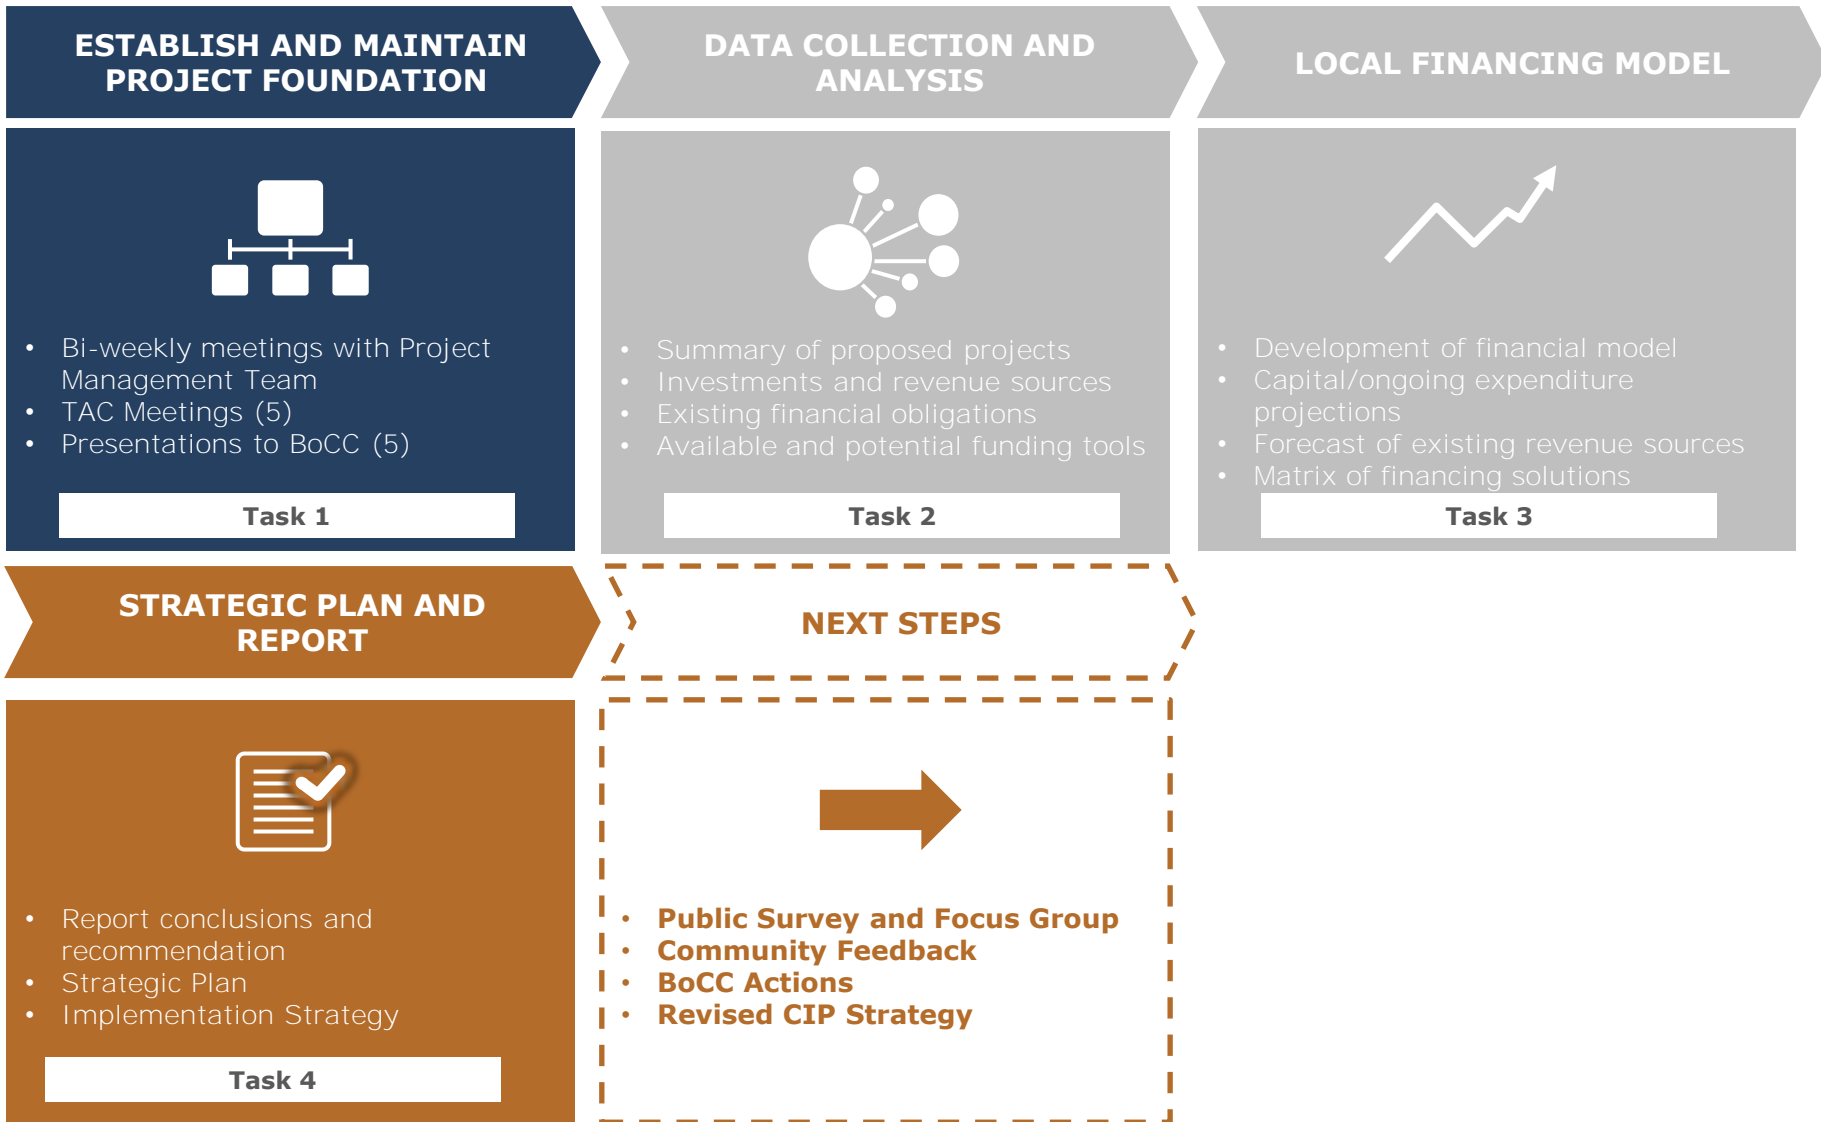 ESTABLISH AND MAINTAIN
PROJECT FOUNDATION
• Bi-weekly meetings with Project
Management Team
• TAC Meetings (5)
• Presentations to BoCC (5)
Task 1
DATA COLLECTION AND
ANALYSIS
• Summary of proposed projects
• Investments and revenue sources
• Existing financial obligations
• Available and potential funding tools
Task 2
LOCAL FINANCING MODEL
• Development of financial model
• Capital/ongoing expenditure
projections
• Forecast of existing revenue sources
• Matrix of financing solutions
Task 3
STRATEGIC PLAN AND
REPORT
• Report conclusions and
recommendation
• Strategic Plan
• Implementation Strategy
Task 4
NEXT STEPS
• Public Survey and Focus Group
• Community Feedback
• BoCC Actions
• Revised CIP Strategy